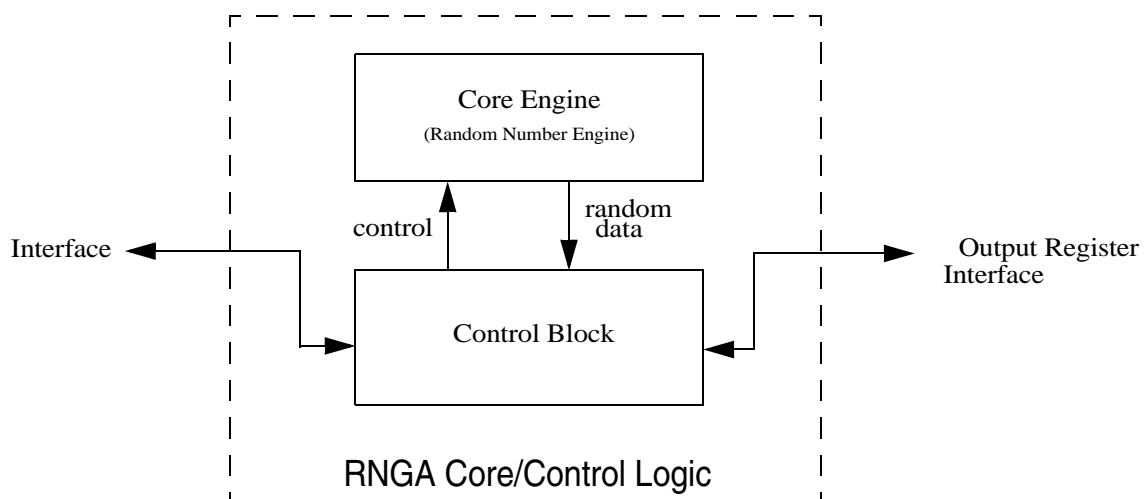 Core Engine
(Random Number Engine)
control
random
data
Interface
Output Register
Interface
Control Block
RNGA Core/Control Logic